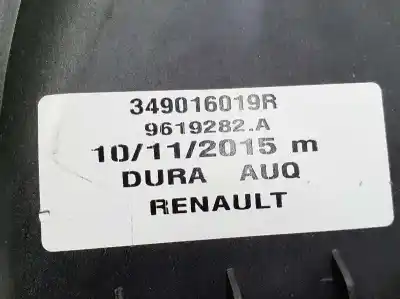 349016019R
9619282.A
10/11/2015 m
DURA AUQ
RENAULT